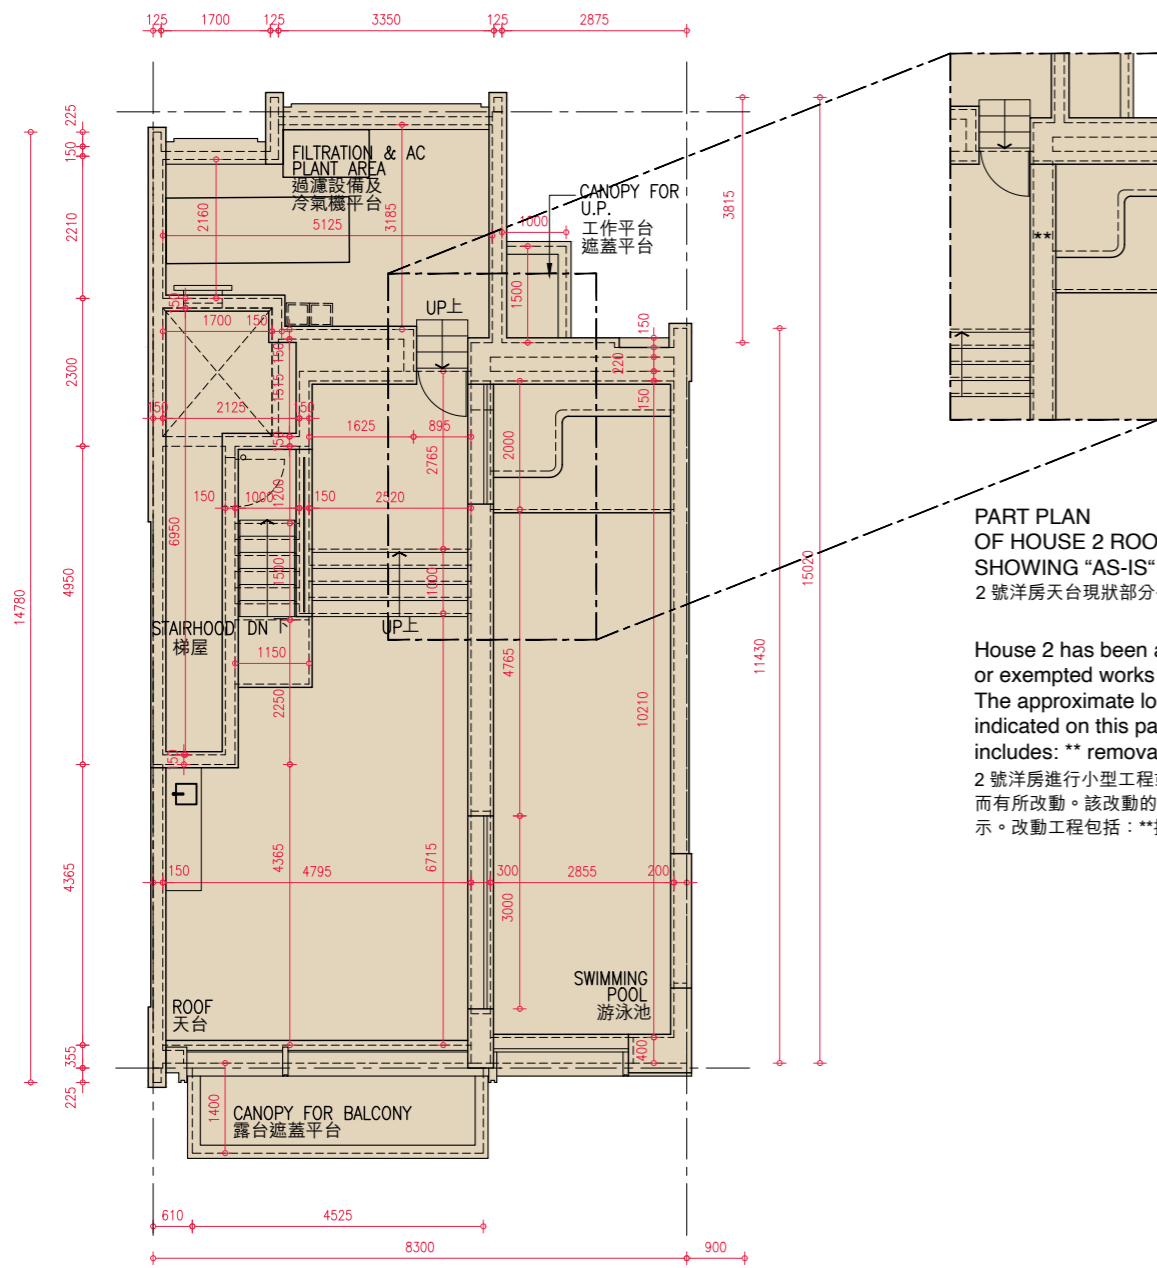 125 1700 125 3350 125 2875
225
150
2210
2300
4950
14780
4365
355
225
FILTRATION & AC
PLANT AREA
過濾設備及
冷氣機平台
2160
5125
3185
CANOPY FOR
U.P.
工作平台
遮蓋平台
1000
1500
3815
UP上
150
1700 150
150
220
150
1515
150
2125
150
1625 895
150
2765
2000
150 1000 150 2520
1200
6950
1500
1000
15020
11430
STAIRHOOD DN下
梯屋
UP上
1150
2250
4765
10210
150
4365
6715
150 4795 300 2855 200
3000
SWIMMING
POOL
游泳池
ROOF
天台
400
1400
CANOPY FOR BALCONY
露台遮蓋平台
610 4525
8300 900
**
PART PLAN
OF HOUSE 2 ROO
SHOWING “AS-IS“
2 號洋房天台現狀部分
House 2 has been a
or exempted works
The approximate lo
indicated on this pa
includes: ** remova
2 號洋房進行小型工程
而有所改動。該改動的
示。改動工程包括：**